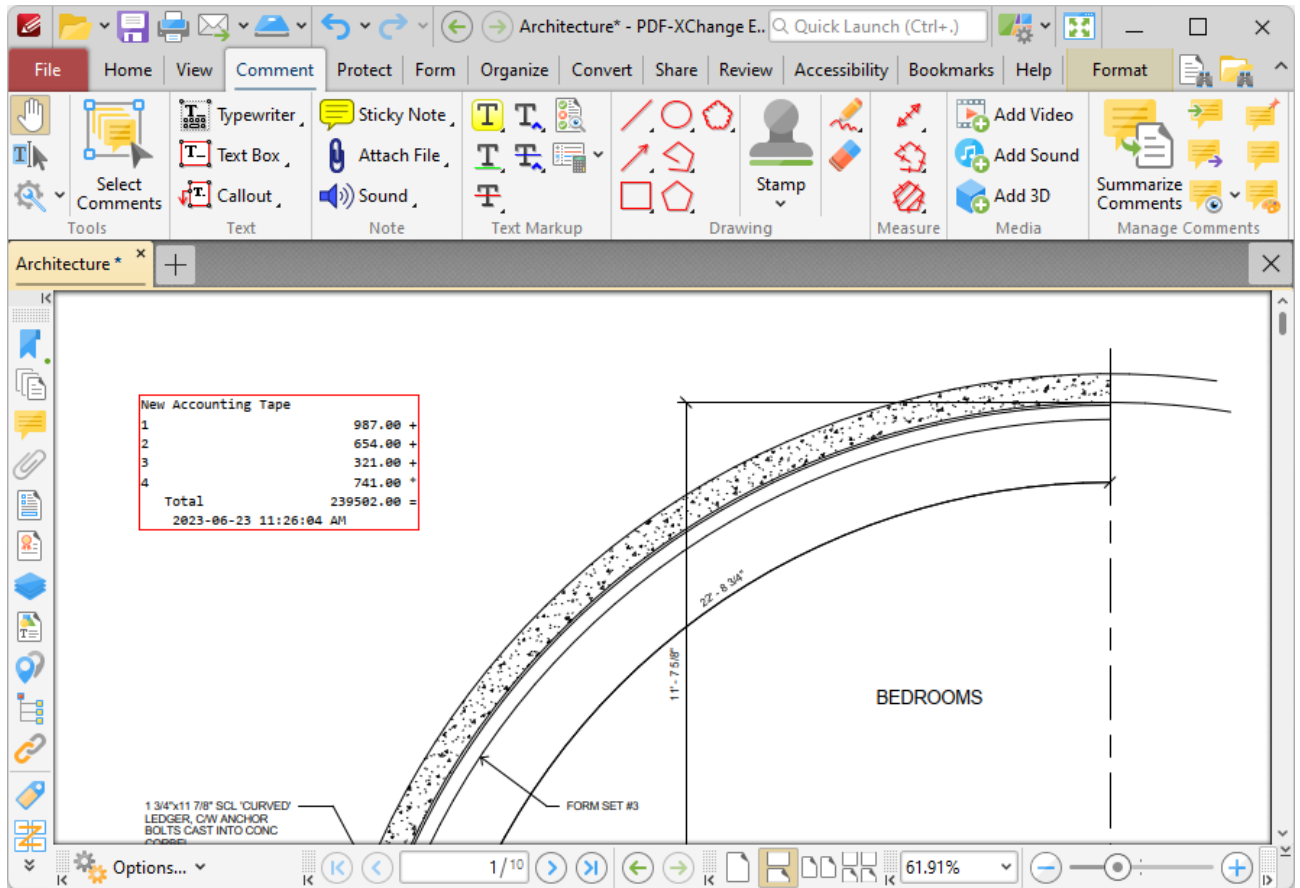 Architecture* - PDF-XChange E.. Quick Launch (Ctrl+.)
File Home View Comment Protect Form Organize Convert Share Review Accessibility Bookmarks Help Format
Typewriter Sticky Note Add Video
Text Box Attach File Add Sound
Select Comments Callout Sound Stamp Add 3D Summarize Comments
Tools Text Note Text Markup Drawing Measure Media Manage Comments
Architecture *
New Accounting Tape
1 987.00 +
2 654.00 +
3 321.00 +
4 741.00 *
Total 239502.00 =
2023-06-23 11:26:04 AM
22' - 8 3/4"
11' - 7 5/8"
BEDROOMS
1 3/4"x11 7/8" SCL 'CURVED' FORM SET #3
LEDGER, C/W ANCHOR
BOLTS CAST INTO CONC
CORBEL
Options... 1/10 61.91%